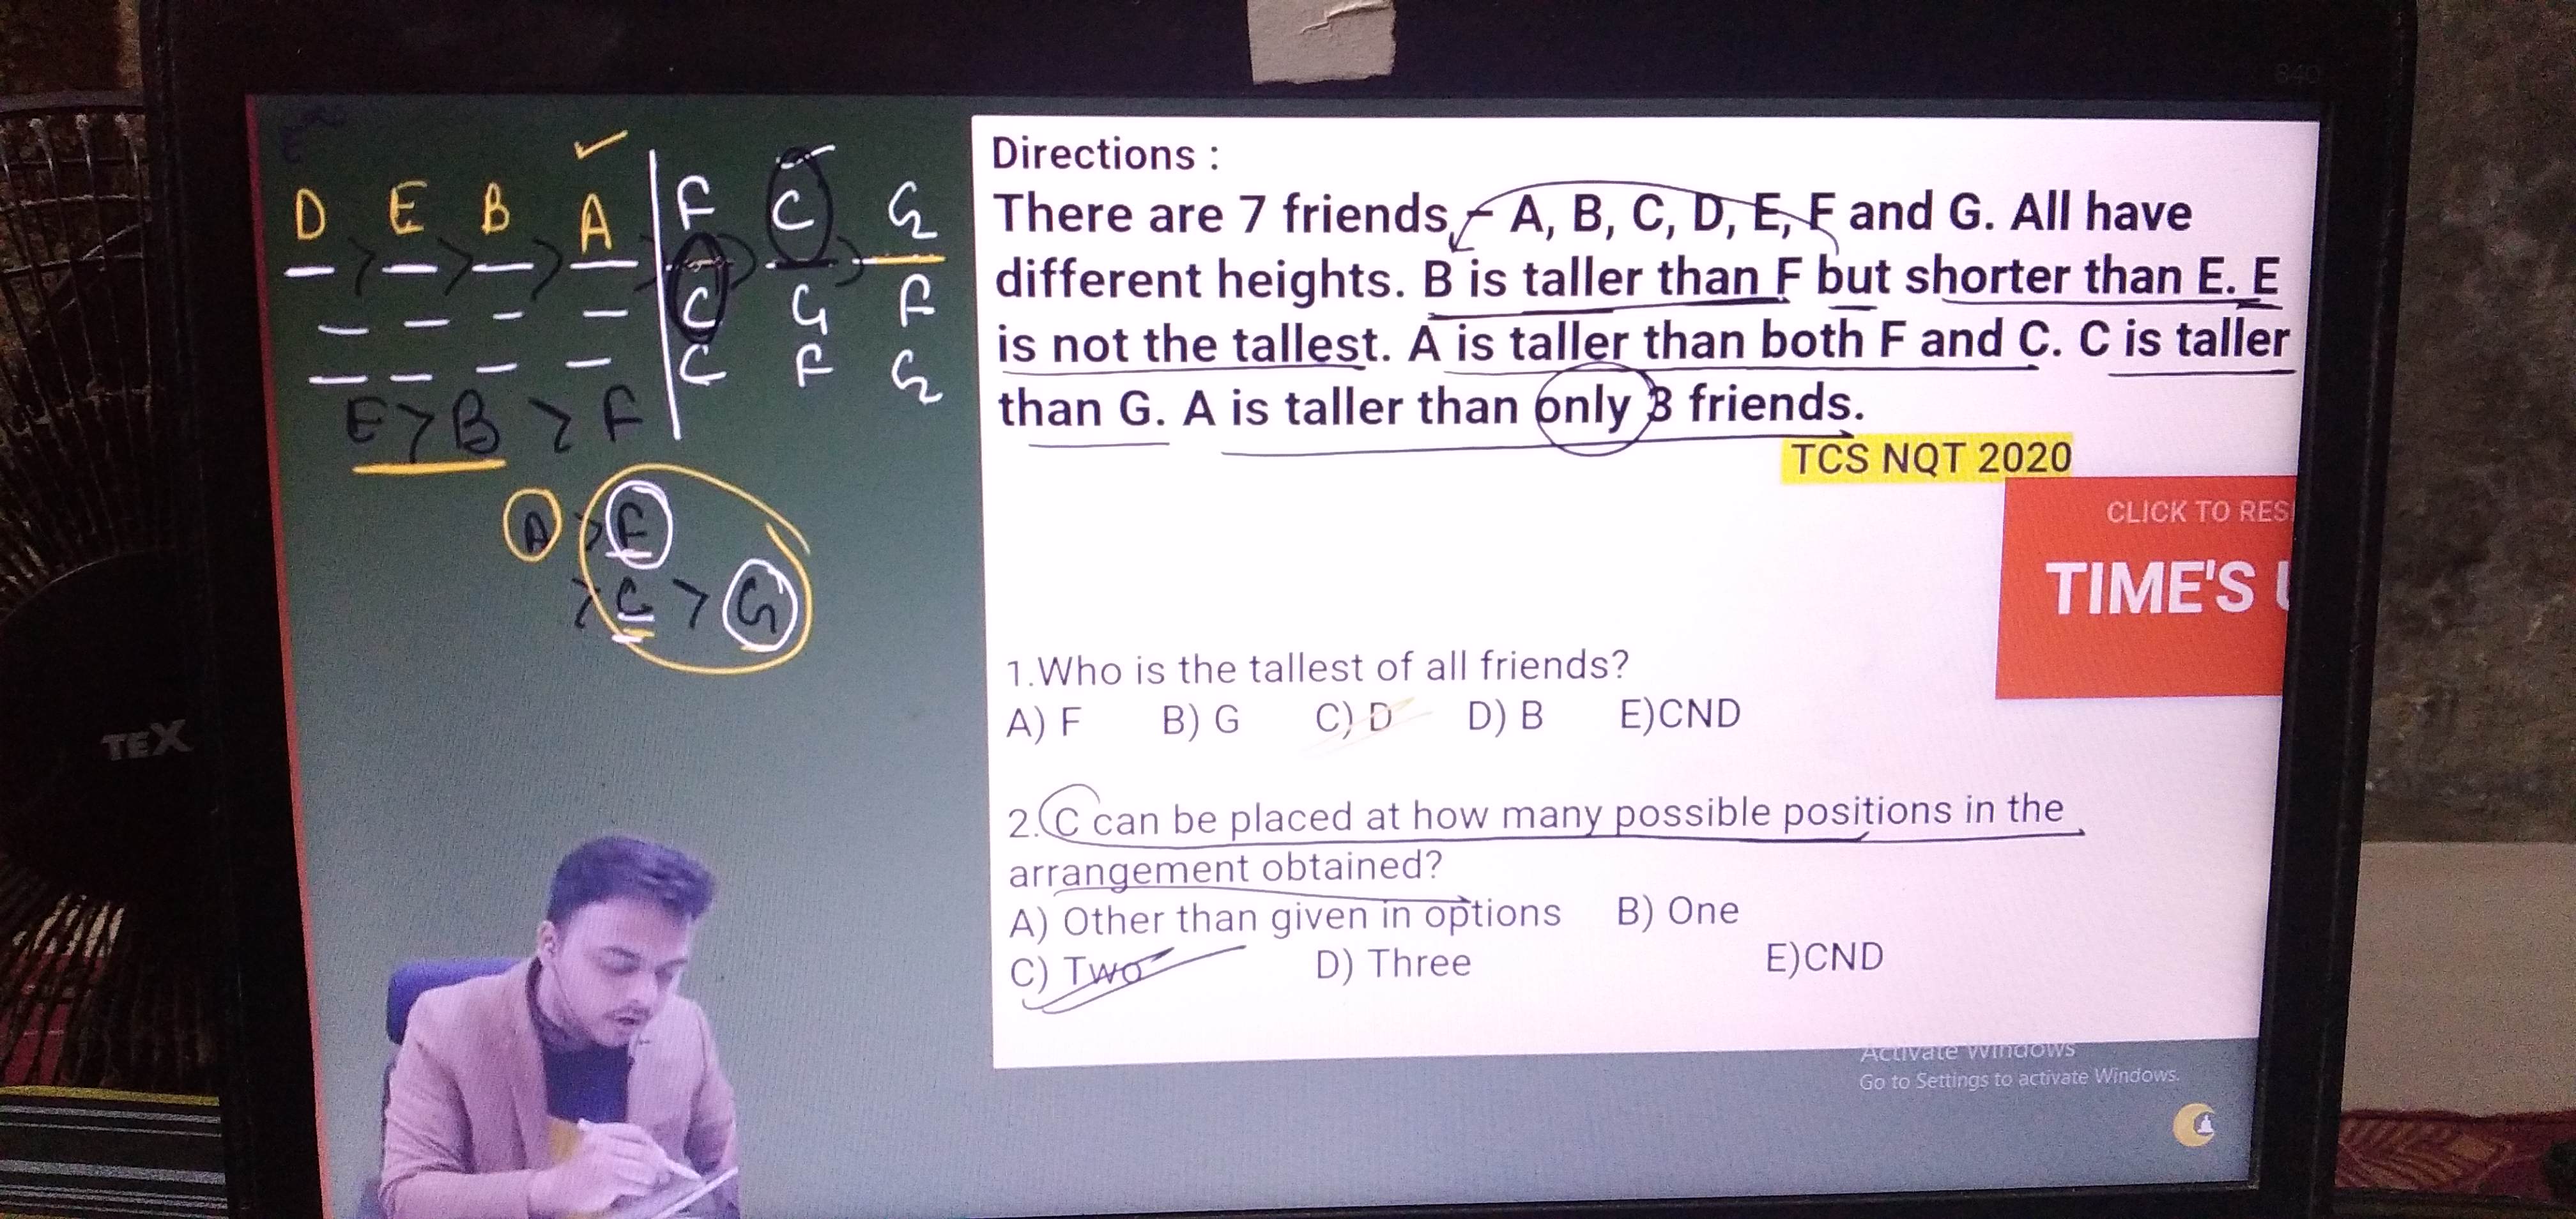 840
D E B A F C G
D > E > B > A > F > C > G
C G F
C F G
E > B > F
A > F
> C > G
Directions :
There are 7 friends, – A, B, C, D, E, F and G. All have
different heights. B is taller than F but shorter than E. E
is not the tallest. A is taller than both F and C. C is taller
than G. A is taller than only 3 friends.
TCS NQT 2020
CLICK TO RES
TIME'S
1.Who is the tallest of all friends?
A) F B) G C) D D) B E)CND
2.C can be placed at how many possible positions in the
arrangement obtained?
A) Other than given in options B) One
C) Two D) Three E)CND
Activate Windows
Go to Settings to activate Windows.
TEX